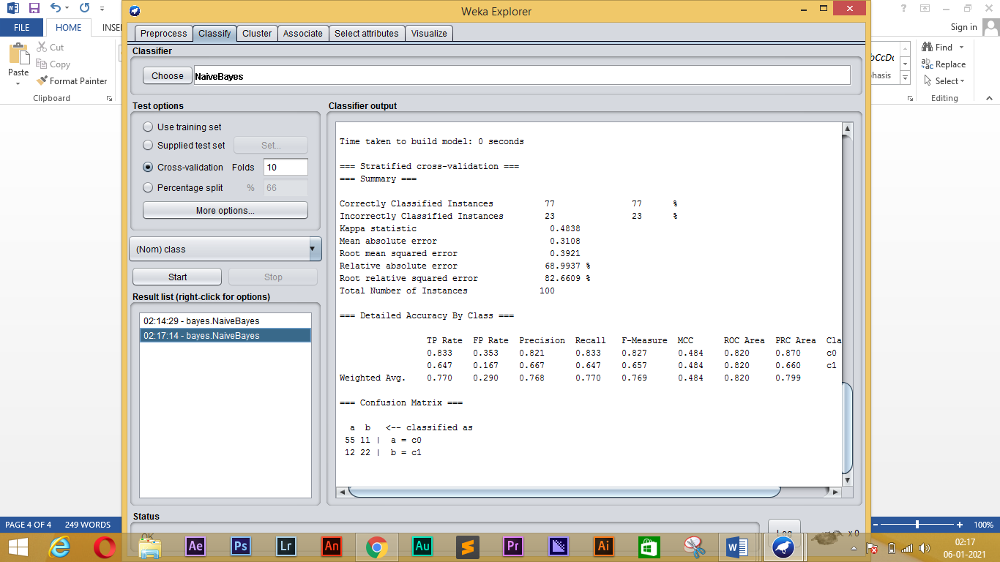 Weka Explorer
FILE HOME INSE
Sign in
Cut
Copy
Format Painter
Paste
Clipboard
Find
Replace
Select
Editing
Preprocess Classify Cluster Associate Select attributes Visualize
Classifier
Choose NaiveBayes
Test options
Use training set
Supplied test set Set...
Cross-validation Folds 10
Percentage split % 66
More options...
(Nom) class
Start Stop
Result list (right-click for options)
02:14:29 - bayes.NaiveBayes
02:17:14 - bayes.NaiveBayes
Classifier output
Time taken to build model: 0 seconds
=== Stratified cross-validation ===
=== Summary ===
Correctly Classified Instances 77 77 %
Incorrectly Classified Instances 23 23 %
Kappa statistic 0.4838
Mean absolute error 0.3108
Root mean squared error 0.3921
Relative absolute error 68.9937 %
Root relative squared error 82.6609 %
Total Number of Instances 100
=== Detailed Accuracy By Class ===
TP Rate FP Rate Precision Recall F-Measure MCC ROC Area PRC Area Cla
0.833 0.353 0.821 0.833 0.827 0.484 0.820 0.870 c0
0.647 0.167 0.667 0.647 0.657 0.484 0.820 0.660 c1
Weighted Avg. 0.770 0.290 0.768 0.770 0.769 0.484 0.820 0.799
=== Confusion Matrix ===
a b <-- classified as
55 11 | a = c0
12 22 | b = c1
Status
OK
Log
x 0
PAGE 4 OF 4 249 WORDS
100%
Ae Ps Lr An Au Pr Ai
02:17
06-01-2021